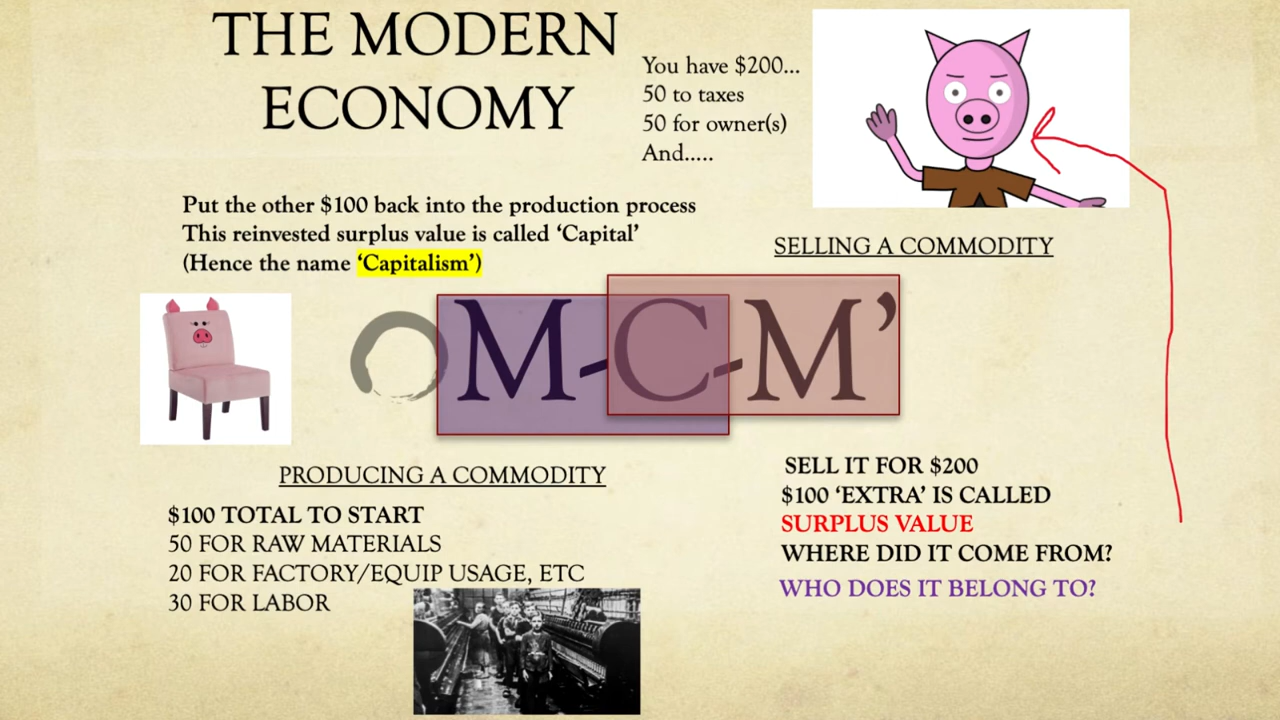 THE MODERN
ECONOMY
You have $200...
50 to taxes
50 for owner(s)
And.....
Put the other $100 back into the production process
This reinvested surplus value is called ‘Capital’
(Hence the name ‘Capitalism’)
SELLING A COMMODITY
M-C-M’
PRODUCING A COMMODITY
$100 TOTAL TO START
50 FOR RAW MATERIALS
20 FOR FACTORY/EQUIP USAGE, ETC
30 FOR LABOR
SELL IT FOR $200
$100 ‘EXTRA’ IS CALLED
SURPLUS VALUE
WHERE DID IT COME FROM?
WHO DOES IT BELONG TO?